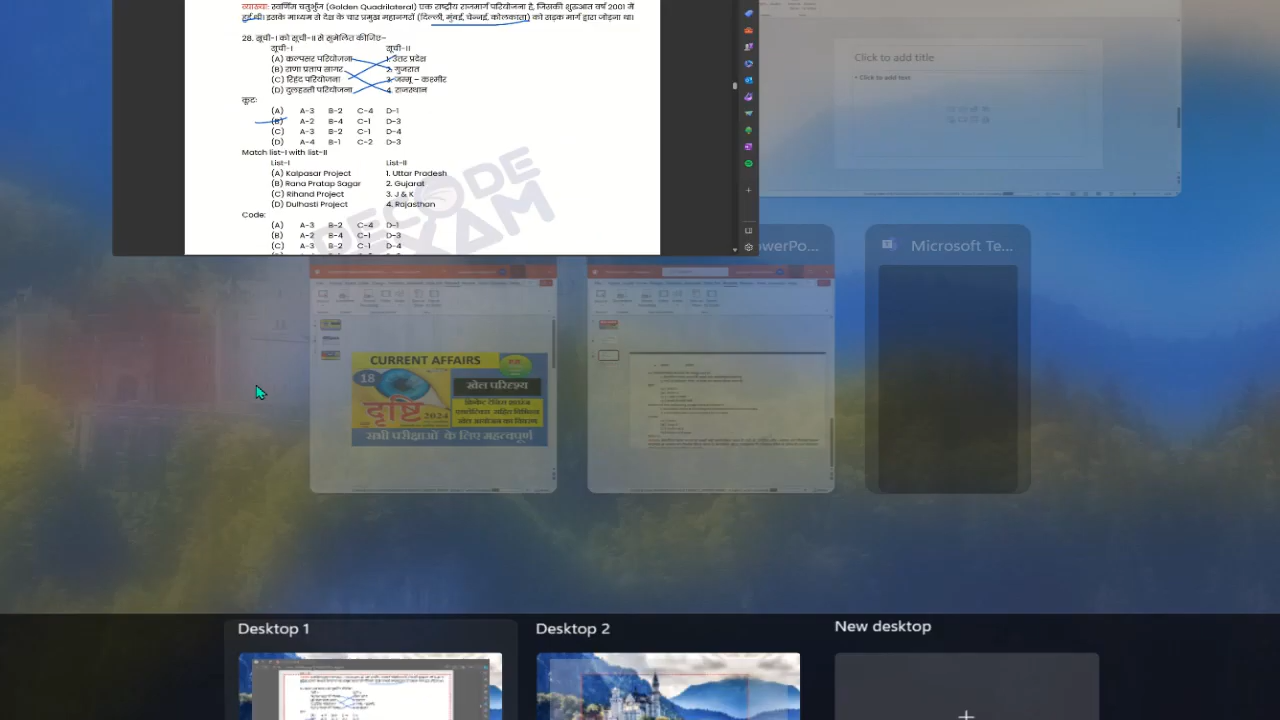 व्याख्याः स्वर्णिम चतुर्भुज (Golden Quadrilateral) एक राष्ट्रीय राजमार्ग परियोजना है, जिसकी शुरुआत वर्ष 2001 में
हुई थी। इसके माध्यम से देश के चार प्रमुख महानगरों (दिल्ली, मुंबई, चेन्नई, कोलकाता) को सड़क मार्ग द्वारा जोड़ना था।
28. सूची-I को सूची-II से सुमेलित कीजिए-
सूची-I सूची-II
(A) कल्पसर परियोजना 1. उत्तर प्रदेश
(B) राणा प्रताप सागर 2. गुजरात
(C) रिहंद परियोजना 3. जम्मू – कश्मीर
(D) दुलहस्ती परियोजना 4. राजस्थान
कूटः
(A) A-3 B-2 C-4 D-1
(B) A-2 B-4 C-1 D-3
(C) A-3 B-2 C-1 D-4
(D) A-4 B-1 C-2 D-3
Match list-I with list-II
List-I List-II
(A) Kalpasar Project 1. Uttar Pradesh
(B) Rana Pratap Sagar 2. Gujarat
(C) Rihand Project 3. J & K
(D) Dulhasti Project 4. Rajasthan
Code:
(A) A-3 B-2 C-4 D-1
(B) A-2 B-4 C-1 D-3
(C) A-3 B-2 C-1 D-4
DECODE
EXAM
Click to add title
• Click to add text
owerPo...
Microsoft Te...
CURRENT AFFAIRS
18
दृष्टि
2024
खेल परिदृश्य
सभी परीक्षाओं के लिए महत्वपूर्ण
Desktop 1
Desktop 2
New desktop